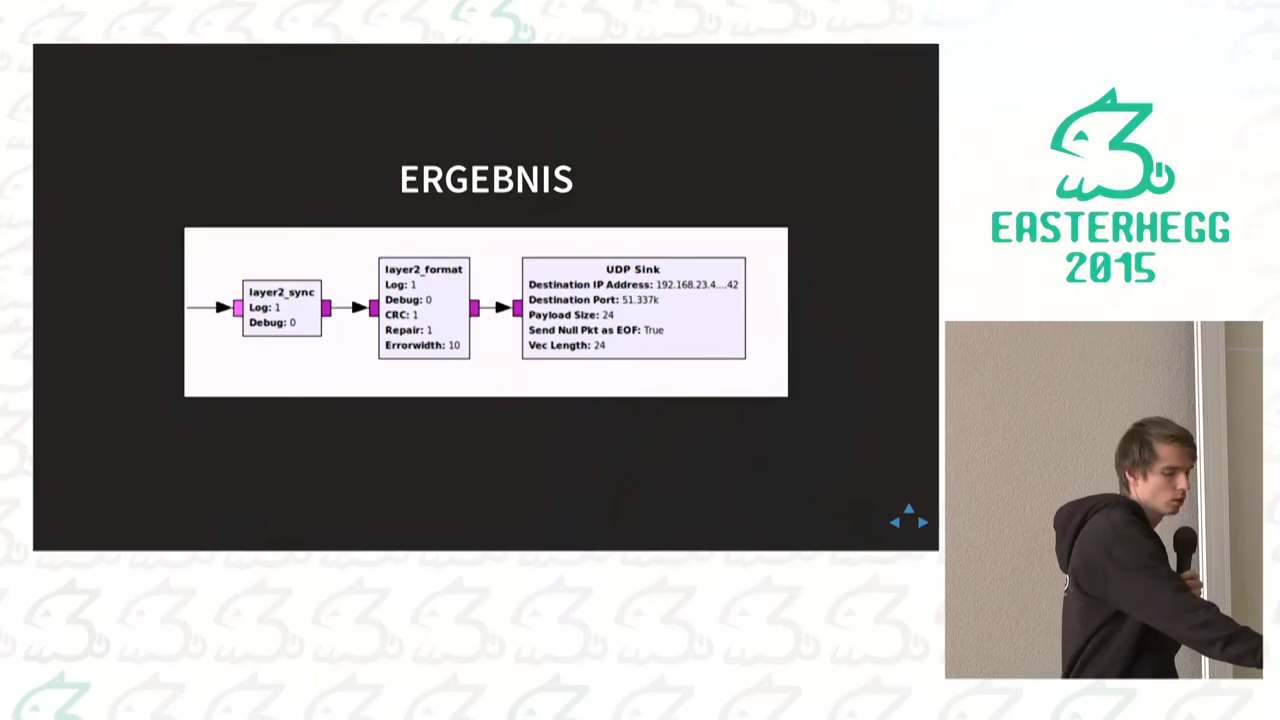 ERGEBNIS
layer2_sync
Log: 1
Debug: 0
layer2_format
Log: 1
Debug: 0
CRC: 1
Repair: 1
Errorwidth: 10
UDP Sink
Destination IP Address: 192.168.23.4....42
Destination Port: 51.337k
Payload Size: 24
Send Null Pkt as EOF: True
Vec Length: 24
EASTERHEGG
2015